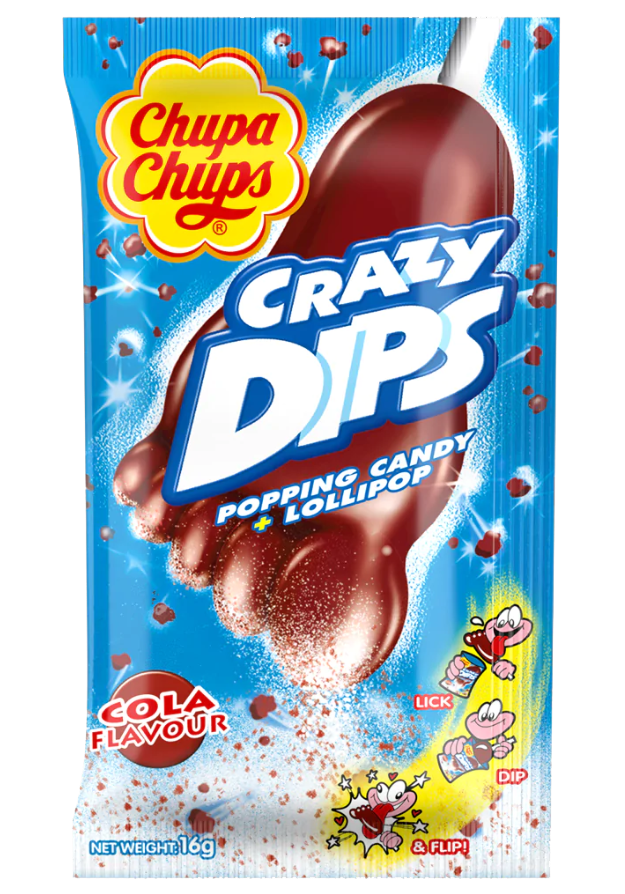 Chupa
Chups
®
CRAZY
DIPS
POPPING CANDY
+ LOLLIPOP
COLA
FLAVOUR
LICK
DIP
& FLIP!
NET WEIGHT: 16g